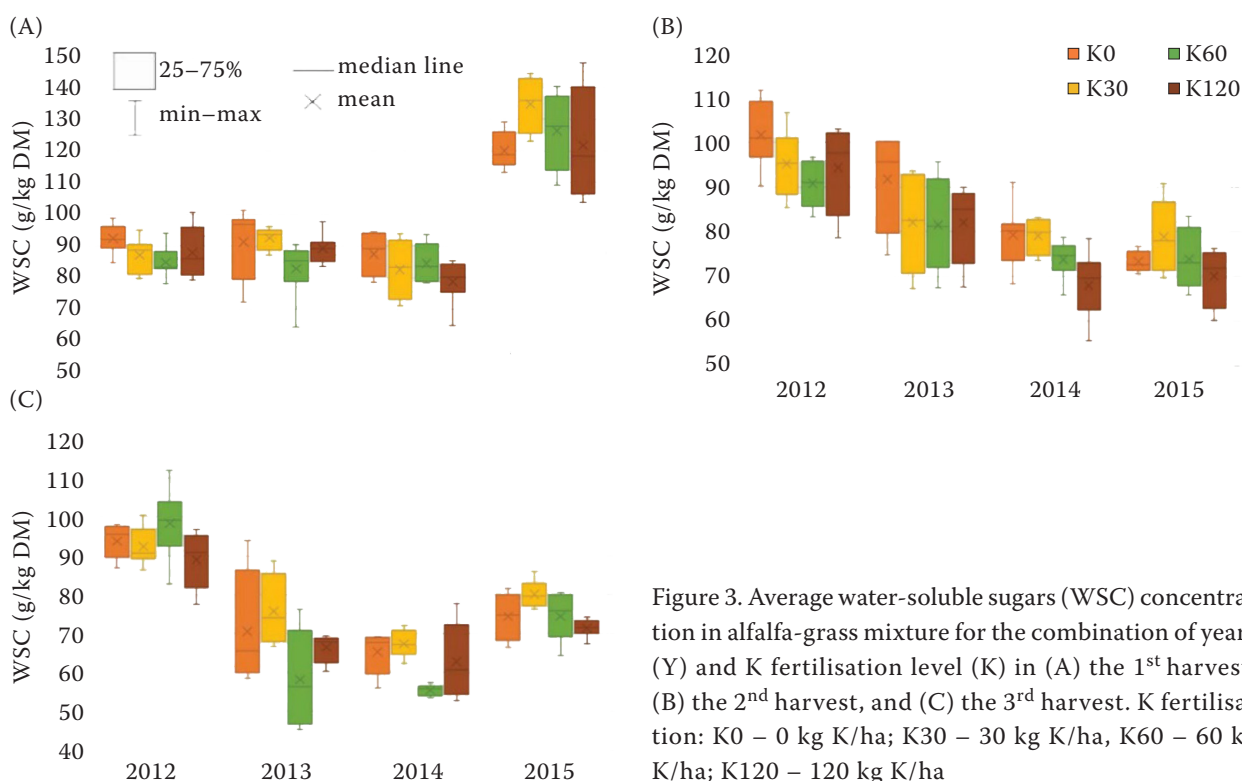 (A)
WSC (g/kg DM)
150
140
130
120
110
100
90
80
70
60
50
25–75%
min–max
median line
mean
(B)
WSC (g/kg DM)
120
110
100
90
80
70
60
50
K0
K60
K30
K120
2012 2013 2014 2015
(C)
WSC (g/kg DM)
120
110
100
90
80
70
60
50
40
2012 2013 2014 2015
Figure 3. Average water-soluble sugars (WSC) concentra
tion in alfalfa-grass mixture for the combination of year
(Y) and K fertilisation level (K) in (A) the 1st harvest
(B) the 2nd harvest, and (C) the 3rd harvest. K fertilisa
tion: K0 – 0 kg K/ha; K30 – 30 kg K/ha, K60 – 60 k
K/ha; K120 – 120 kg K/ha